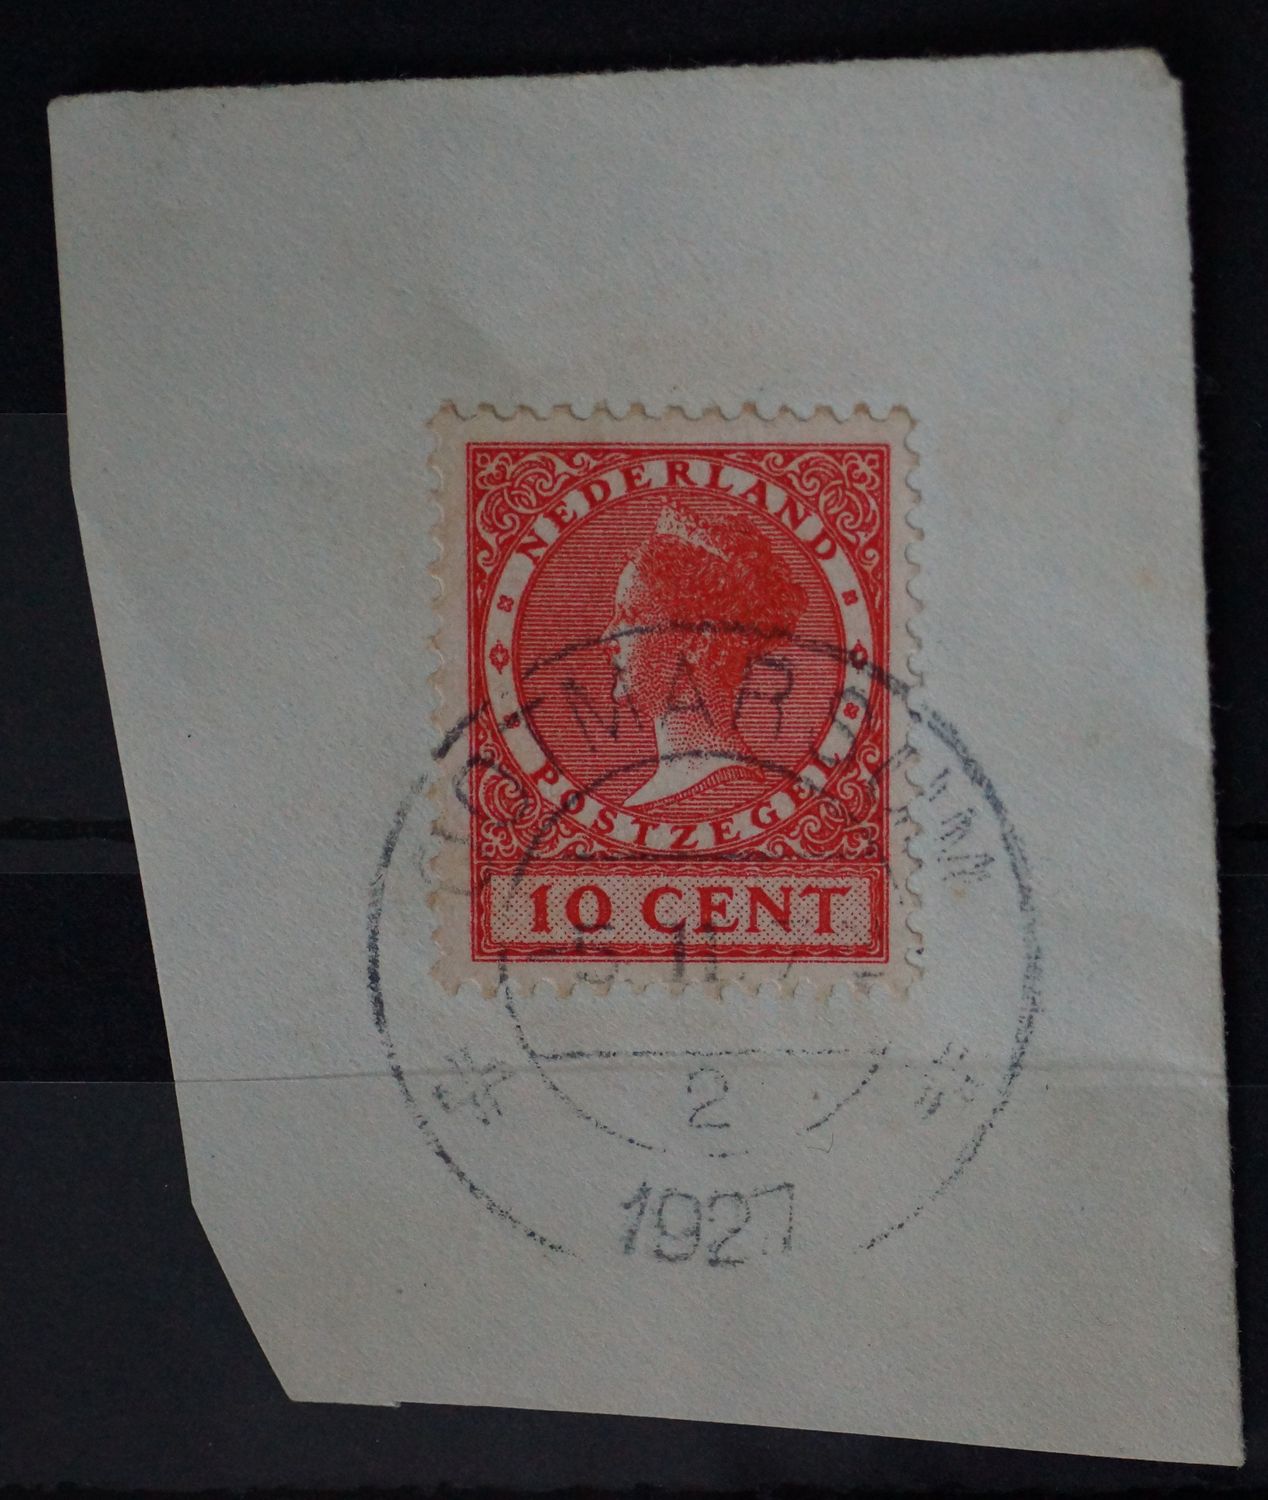 NEDERLAND
POSTZEGEL
10 CENT
2
1927